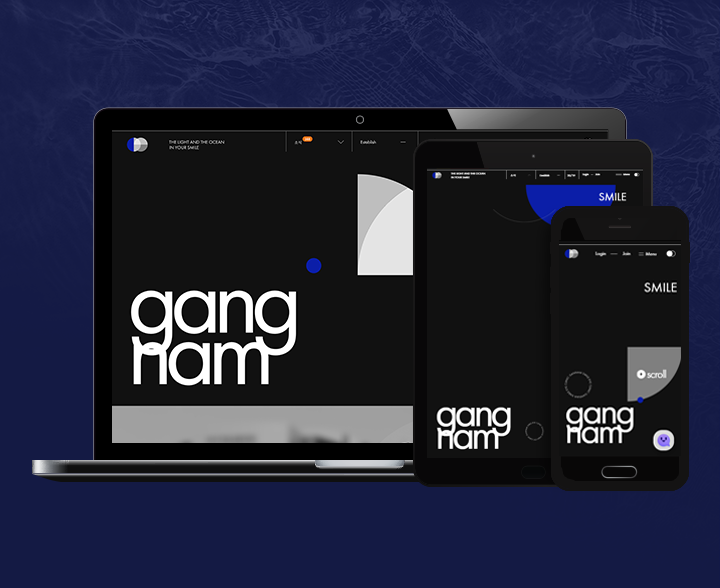 THE LIGHT AND THE OCEAN
IN YOUR SMILE
Establish
gang
nam
SMILE
gang
nam
Login
Join
Menu
SMILE
scroll
gang
nam